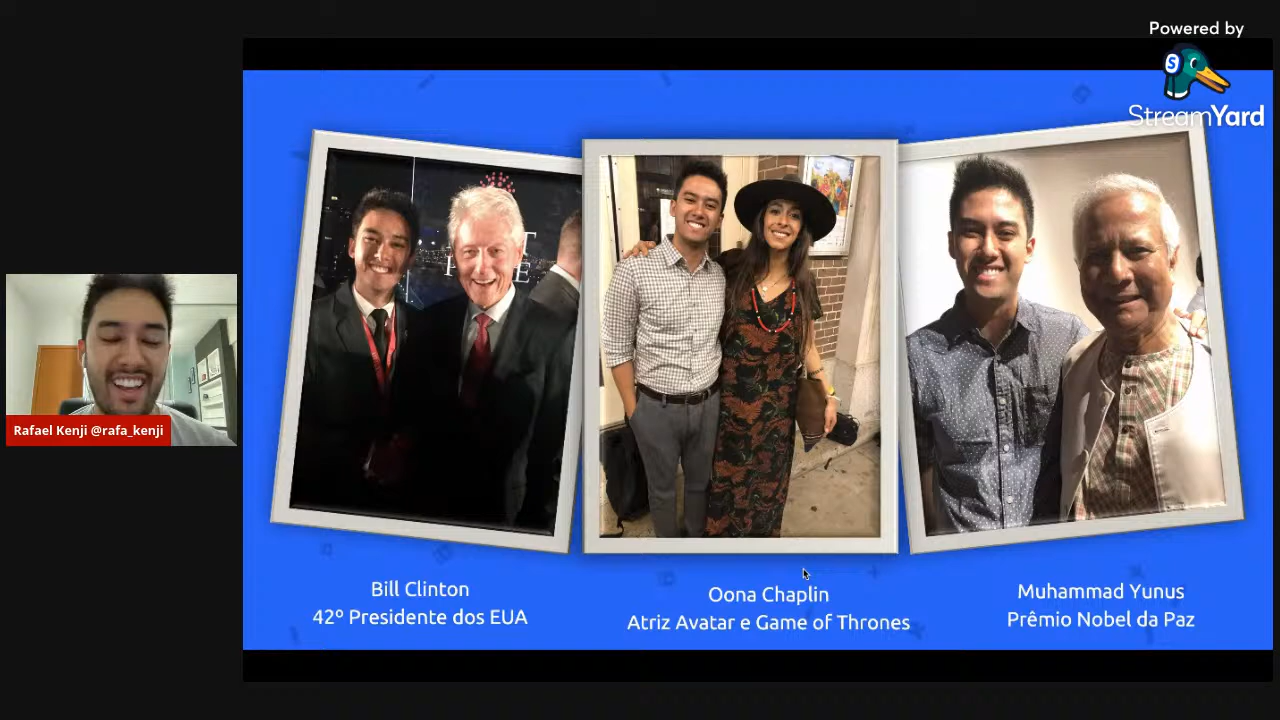 Powered by
StreamYard
Rafael Kenji @rafa_kenji
Bill Clinton
42º Presidente dos EUA
Oona Chaplin
Atriz Avatar e Game of Thrones
Muhammad Yunus
Prêmio Nobel da Paz